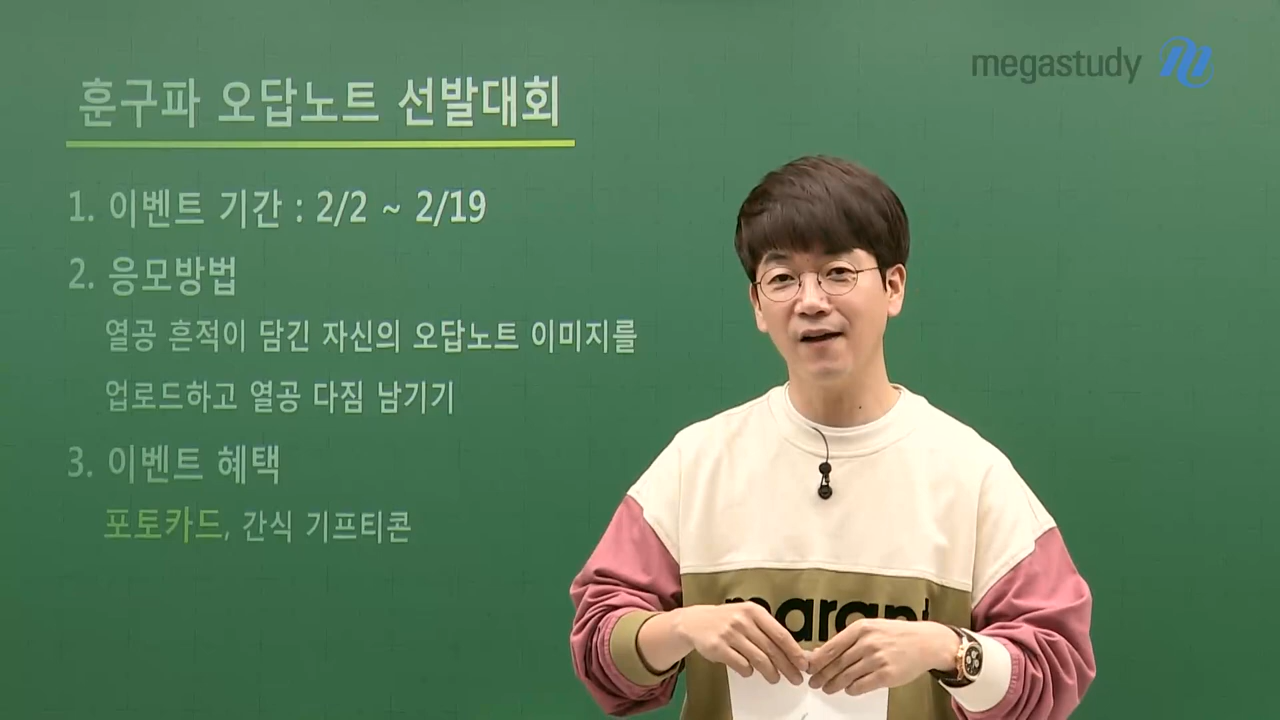 megastudy
훈구파 오답노트 선발대회
1. 이벤트 기간 : 2/2 ~ 2/19
2. 응모방법
열공 흔적이 담긴 자신의 오답노트 이미지를
업로드하고 열공 다짐 남기기
3. 이벤트 혜택
포토카드, 간식 기프티콘
marant